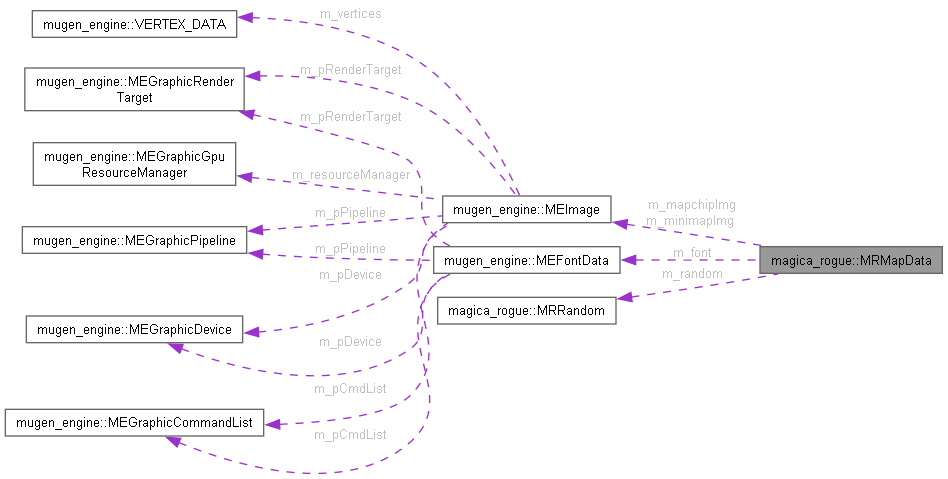 m_vertices
mugen_engine::VERTEX_DATA
m_pRenderTarget
mugen_engine::MEGraphicRender
Target
m_pRenderTarget
mugen_engine::MEGraphicGpu
ResourceManager
m_resourceManager
mugen_engine::MEImage
m_mapchipImg
m_minimapImg
m_pPipeline
mugen_engine::MEGraphicPipeline
m_pPipeline
mugen_engine::MEFontData
m_font
magica_rogue::MRMapData
m_random
m_pDevice
magica_rogue::MRRandom
mugen_engine::MEGraphicDevice
m_pDevice
m_pCmdList
mugen_engine::MEGraphicCommandList
m_pCmdList